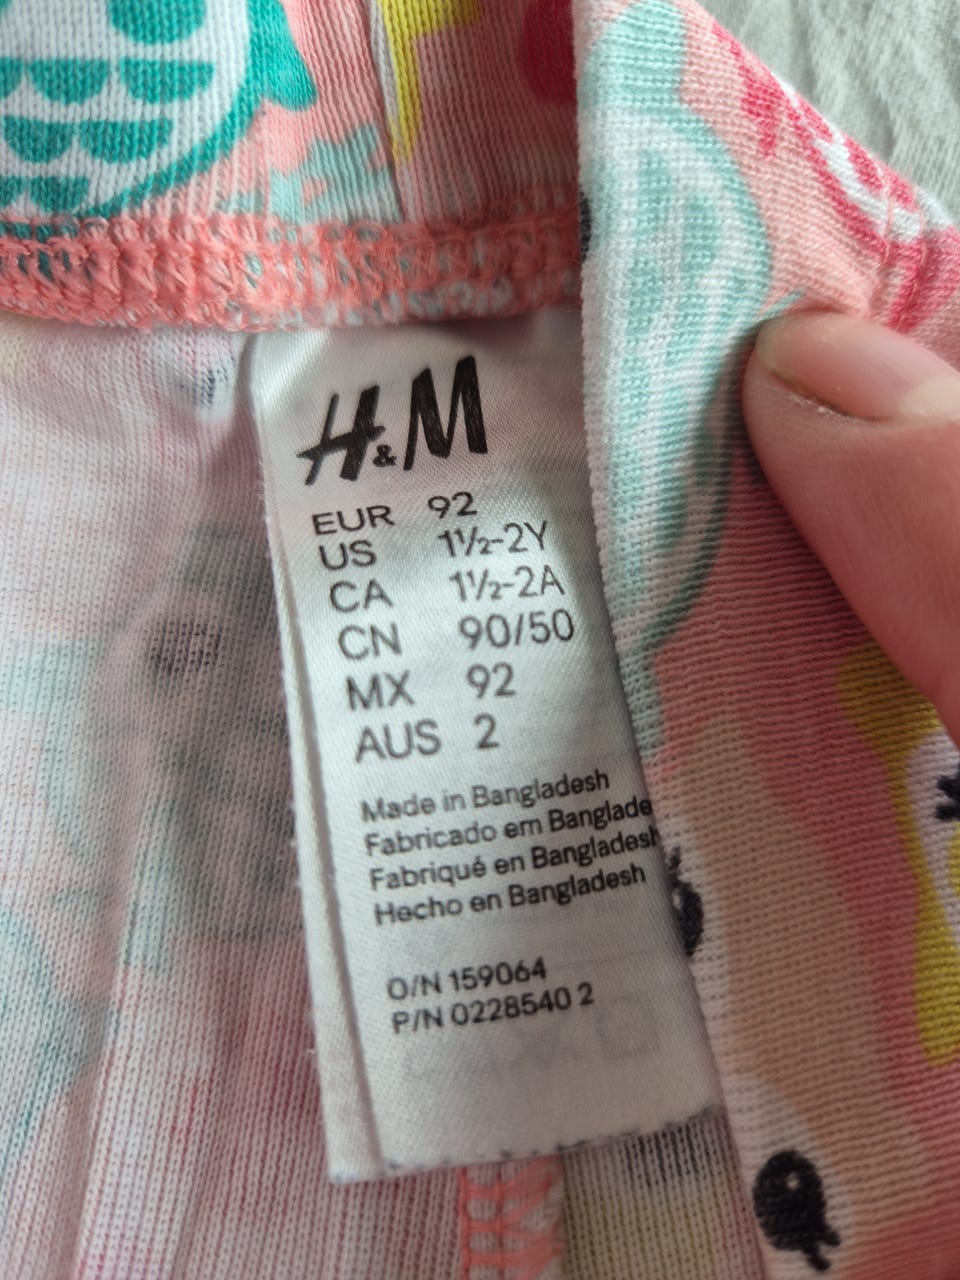 H&M
EUR 92
US 1½-2Y
CA 1½-2A
CN 90/50
MX 92
AUS 2
Made in Bangladesh
Fabricado em Banglade
Fabriqué en Bangladesh
Hecho en Bangladesh
O/N 159064
P/N 0228540 2